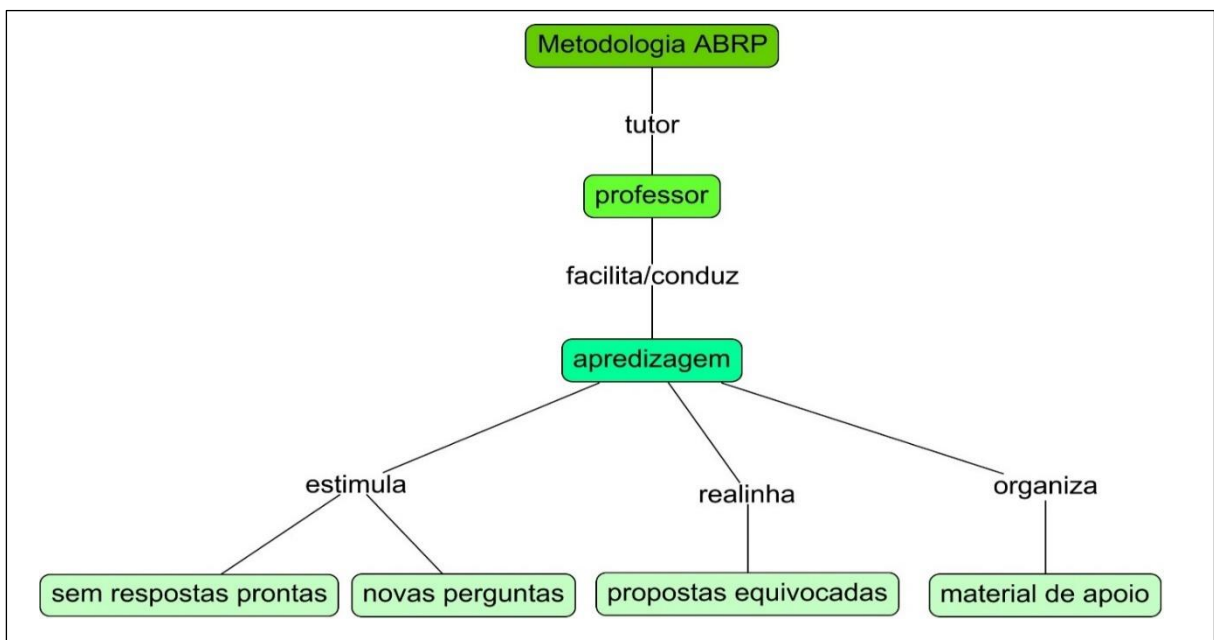 Metodologia ABRP
tutor
professor
facilita/conduz
apredizagem
estimula
realinha
organiza
sem respostas prontas
novas perguntas
propostas equivocadas
material de apoio